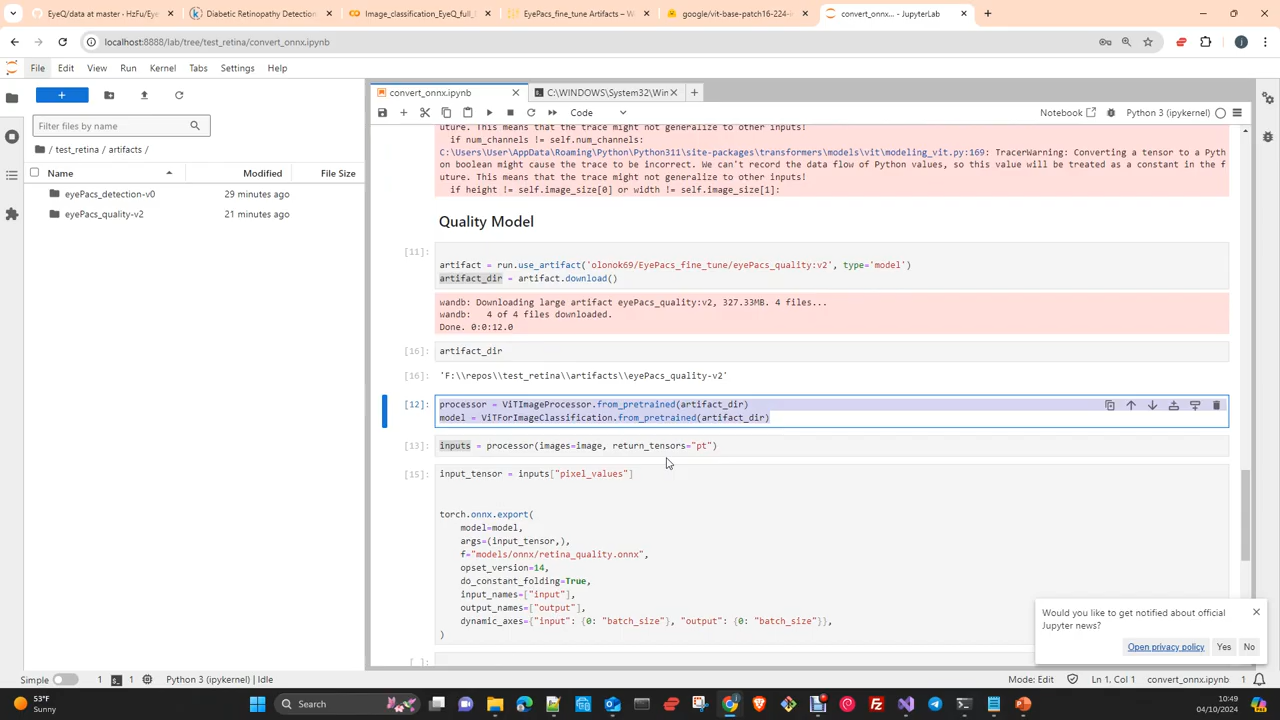 EyeQ/data at master · HzFu/Eye
Diabetic Retinopathy Detection
Image_classification_EyeQ_full_
EyePacs_fine_tune Artifacts – W
google/vit-base-patch16-224-i
convert_onnx... - JupyterLab
localhost:8888/lab/tree/test_retina/convert_onnx.ipynb
File Edit View Run Kernel Tabs Settings Help
convert_onnx.ipynb
C:\WINDOWS\System32\Win
Code
Notebook
Python 3 (ipykernel)
Filter files by name
/ test_retina / artifacts /
Name Modified File Size
eyePacs_detection-v0 29 minutes ago
eyePacs_quality-v2 21 minutes ago
uture. This means that the trace might not generalize to other inputs!
if num_channels != self.num_channels:
C:\Users\User\AppData\Roaming\Python\Python311\site-packages\transformers\models\vit\modeling_vit.py:169: TracerWarning: Converting a tensor to a Pyth
on boolean might cause the trace to be incorrect. We can't record the data flow of Python values, so this value will be treated as a constant in the f
uture. This means that the trace might not generalize to other inputs!
if height != self.image_size[0] or width != self.image_size[1]:
Quality Model
[11]:
artifact = run.use_artifact('olonok69/EyePacs_fine_tune/eyePacs_quality:v2', type='model')
artifact_dir = artifact.download()
wandb: Downloading large artifact eyePacs_quality:v2, 327.33MB. 4 files...
wandb:   4 of 4 files downloaded.
Done. 0:0:12.0
[16]: artifact_dir
[16]: 'F:\\repos\\test_retina\\artifacts\\eyePacs_quality-v2'
[12]: processor = ViTImageProcessor.from_pretrained(artifact_dir)
model = ViTForImageClassification.from_pretrained(artifact_dir)
[13]: inputs = processor(images=image, return_tensors="pt")
[15]: input_tensor = inputs["pixel_values"]
torch.onnx.export(
model=model,
args=(input_tensor,),
f="models/onnx/retina_quality.onnx",
opset_version=14,
do_constant_folding=True,
input_names=["input"],
output_names=["output"],
dynamic_axes={"input": {0: "batch_size"}, "output": {0: "batch_size"}},
)
[ ]:
Would you like to get notified about official
Jupyter news?
Open privacy policy Yes No
Simple 1 1 Python 3 (ipykernel) | Idle
Mode: Edit Ln 1, Col 1 convert_onnx.ipynb 1
53°F
Sunny
Search
10:49
04/10/2024